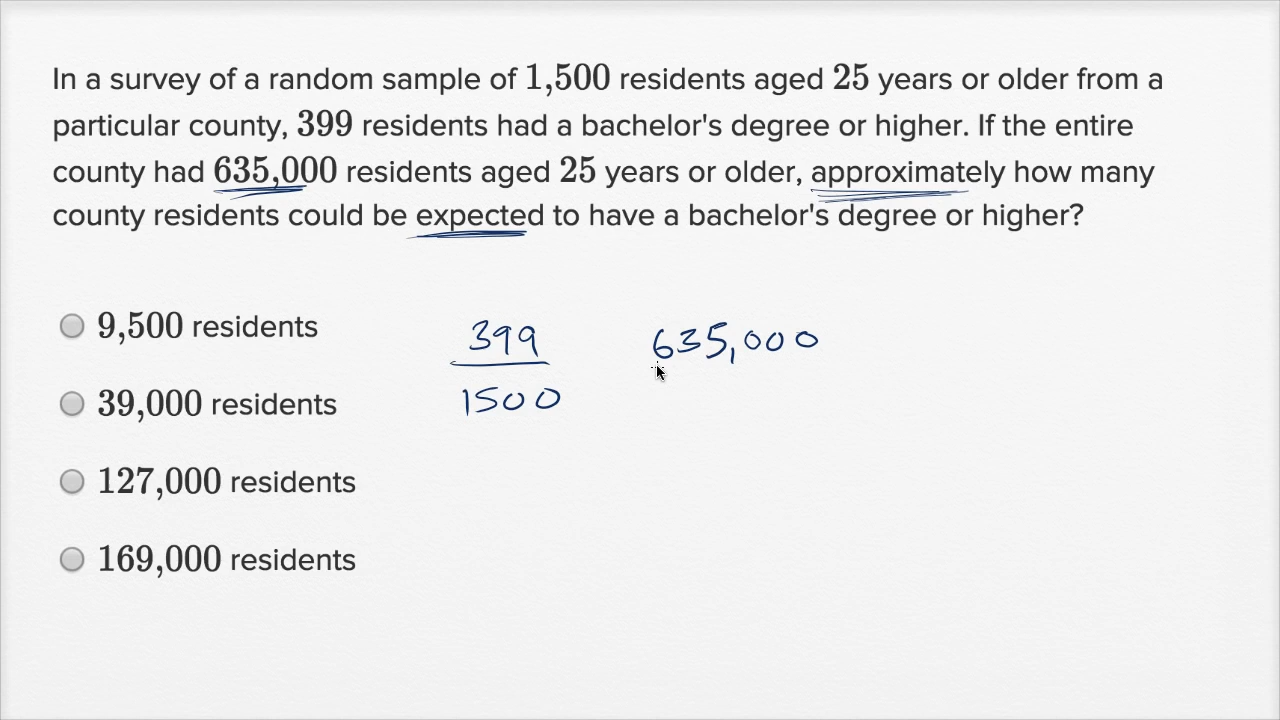 In a survey of a random sample of 1,500 residents aged 25 years or older from a
particular county, 399 residents had a bachelor's degree or higher. If the entire
county had 635,000 residents aged 25 years or older, approximately how many
county residents could be expected to have a bachelor's degree or higher?
9,500 residents
39,000 residents
127,000 residents
169,000 residents
399
1500
635,000